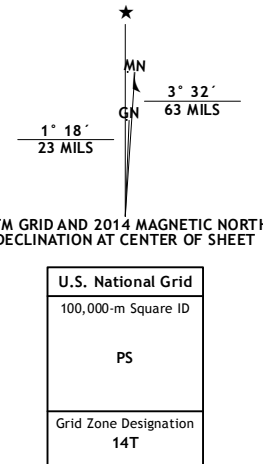 MN
3° 32´
63 MILS
GN
1° 18´
23 MILS
TM GRID AND 2014 MAGNETIC NORTH
DECLINATION AT CENTER OF SHEET
U.S. National Grid
100,000-m Square ID
PS
Grid Zone Designation
14T